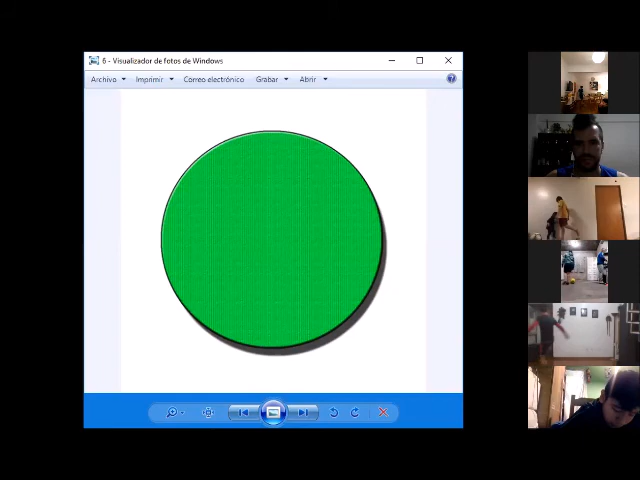 6 - Visualizador de fotos de Windows
Archivo Imprimir Correo electrónico Grabar Abrir